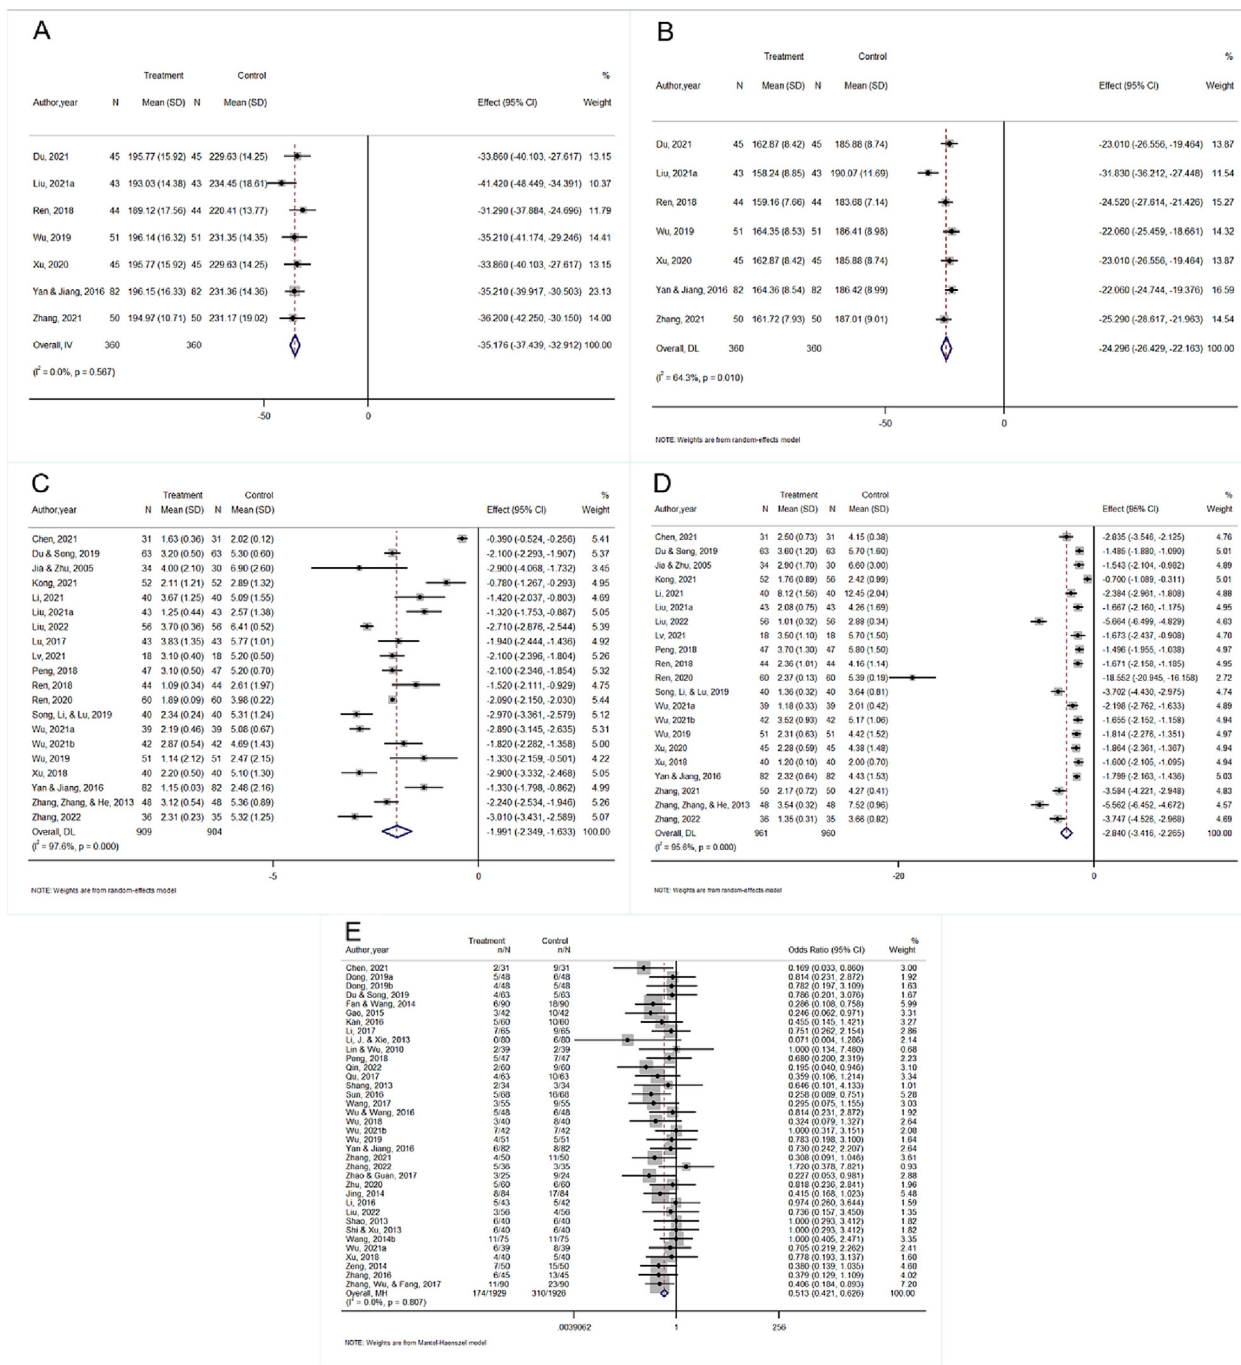 A
Treatment Control %
Author,year N Mean (SD) N Mean (SD) Effect (95% CI) Weight
Du, 2021 45 195.77 (15.92) 45 229.63 (14.25) -33.860 (-40.103, -27.617) 13.15
Liu, 2021a 43 193.03 (14.38) 43 234.45 (18.61) -41.420 (-48.449, -34.391) 10.37
Ren, 2018 44 189.12 (17.56) 44 220.41 (13.77) -31.290 (-37.884, -24.696) 11.79
Wu, 2019 51 196.14 (16.32) 51 231.35 (14.35) -35.210 (-41.174, -29.246) 14.41
Xu, 2020 45 195.77 (15.92) 45 229.63 (14.25) -33.860 (-40.103, -27.617) 13.15
Yan & Jiang, 2016 82 196.15 (16.33) 82 231.36 (14.36) -35.210 (-39.917, -30.503) 23.13
Zhang, 2021 50 194.97 (10.71) 50 231.17 (19.02) -36.200 (-42.250, -30.150) 14.00
Overall, IV 360 360 -35.176 (-37.439, -32.912) 100.00
(I² = 0.0%, p = 0.567)
-50 0
B
Treatment Control %
Author,year N Mean (SD) N Mean (SD) Effect (95% CI) Weight
Du, 2021 45 162.87 (8.42) 45 185.88 (8.74) -23.010 (-26.556, -19.464) 13.87
Liu, 2021a 43 158.24 (8.85) 43 190.07 (11.69) -31.830 (-36.212, -27.448) 11.54
Ren, 2018 44 159.16 (7.66) 44 183.68 (7.14) -24.520 (-27.614, -21.426) 15.27
Wu, 2019 51 164.35 (8.53) 51 186.41 (8.98) -22.060 (-25.459, -18.661) 14.32
Xu, 2020 45 162.87 (8.42) 45 185.88 (8.74) -23.010 (-26.556, -19.464) 13.87
Yan & Jiang, 2016 82 164.36 (8.54) 82 186.42 (8.99) -22.060 (-24.744, -19.376) 16.59
Zhang, 2021 50 161.72 (7.93) 50 187.01 (9.01) -25.290 (-28.617, -21.963) 14.54
Overall, DL 360 360 -24.296 (-26.429, -22.163) 100.00
(I² = 64.3%, p = 0.010)
-50 0
NOTE: Weights are from random-effects model
C
Treatment Control %
Author,year N Mean (SD) N Mean (SD) Effect (95% CI) Weight
Chen, 2021 31 1.63 (0.36) 31 2.02 (0.12) -0.390 (-0.524, -0.256) 5.41
Du & Song, 2019 63 3.20 (0.50) 63 5.30 (0.60) -2.100 (-2.293, -1.907) 5.37
Jia & Zhu, 2005 34 4.00 (2.10) 30 6.90 (2.60) -2.900 (-4.068, -1.732) 3.45
Kong, 2021 52 2.11 (1.21) 52 2.89 (1.32) -0.780 (-1.267, -0.293) 4.95
Li, 2021 40 3.67 (1.25) 40 5.09 (1.55) -1.420 (-2.037, -0.803) 4.69
Liu, 2021a 43 1.25 (0.44) 43 2.57 (1.38) -1.320 (-1.753, -0.887) 5.05
Liu, 2022 56 3.70 (0.36) 56 6.41 (0.52) -2.710 (-2.876, -2.544) 5.39
Lu, 2017 43 3.83 (1.35) 43 5.77 (1.01) -1.940 (-2.444, -1.436) 4.92
Lv, 2021 18 3.10 (0.40) 18 5.20 (0.50) -2.100 (-2.396, -1.804) 5.26
Peng, 2018 47 3.10 (0.50) 47 5.20 (0.70) -2.100 (-2.346, -1.854) 5.32
Ren, 2018 44 1.09 (0.34) 44 2.61 (1.97) -1.520 (-2.111, -0.929) 4.75
Ren, 2020 60 1.89 (0.09) 60 3.98 (0.22) -2.090 (-2.150, -2.030) 5.44
Song, Li, & Lu, 2019 40 2.34 (0.24) 40 5.31 (1.24) -2.970 (-3.361, -2.579) 5.12
Wu, 2021a 39 2.19 (0.46) 39 5.08 (0.67) -2.890 (-3.145, -2.635) 5.31
Wu, 2021b 42 2.87 (0.54) 42 4.69 (1.43) -1.820 (-2.282, -1.358) 5.00
Wu, 2019 51 1.14 (2.12) 51 2.47 (2.15) -1.330 (-2.159, -0.501) 4.22
Xu, 2018 40 2.20 (0.50) 40 5.10 (1.30) -2.900 (-3.332, -2.468) 5.05
Yan & Jiang, 2016 82 1.15 (0.03) 82 2.48 (2.16) -1.330 (-1.798, -0.862) 4.99
Zhang, Zhang, & He, 2013 48 3.12 (0.54) 48 5.36 (0.89) -2.240 (-2.534, -1.946) 5.26
Zhang, 2022 36 2.31 (0.23) 35 5.32 (1.25) -3.010 (-3.431, -2.589) 5.07
Overall, DL 909 904 -1.991 (-2.349, -1.633) 100.00
(I² = 97.6%, p = 0.000)
-5 0
NOTE: Weights are from random-effects model
D
Treatment Control %
Author,year N Mean (SD) N Mean (SD) Effect (95% CI) Weight
Chen, 2021 31 2.50 (0.73) 31 4.15 (0.38) -2.835 (-3.546, -2.125) 4.76
Du & Song, 2019 63 3.60 (1.20) 63 5.70 (1.60) -1.485 (-1.880, -1.090) 5.01
Jia & Zhu, 2005 34 2.90 (1.70) 30 6.60 (3.00) -1.543 (-2.104, -0.982) 4.89
Kong, 2021 52 1.76 (0.89) 56 2.42 (0.99) -0.700 (-1.089, -0.311) 5.01
Li, 2021 40 8.12 (1.56) 40 12.45 (2.04) -2.384 (-2.961, -1.808) 4.88
Liu, 2021a 43 2.08 (0.75) 43 4.26 (1.69) -1.667 (-2.160, -1.175) 4.95
Liu, 2022 56 1.01 (0.32) 56 2.88 (0.34) -5.664 (-6.499, -4.829) 4.63
Lv, 2021 18 3.50 (1.10) 18 5.70 (1.50) -1.673 (-2.437, -0.908) 4.71
Peng, 2018 47 3.70 (1.30) 47 5.80 (1.50) -1.496 (-1.955, -1.038) 4.97
Ren, 2018 44 2.36 (1.01) 44 4.16 (1.14) -1.671 (-2.158, -1.185) 4.95
Ren, 2020 60 2.37 (0.13) 60 5.39 (0.19) -18.552 (-20.945, -16.158) 2.72
Song, Li, & Lu, 2019 40 1.36 (0.32) 40 3.64 (0.81) -3.702 (-4.430, -2.975) 4.74
Wu, 2021a 39 1.18 (0.33) 39 2.01 (0.42) -2.198 (-2.762, -1.633) 4.89
Wu, 2021b 42 3.52 (0.93) 42 5.17 (1.06) -1.655 (-2.152, -1.158) 4.94
Wu, 2019 51 2.31 (0.63) 51 4.42 (1.52) -1.814 (-2.276, -1.351) 4.97
Xu, 2020 45 2.28 (0.59) 45 4.38 (1.48) -1.864 (-2.361, -1.367) 4.94
Xu, 2018 40 1.20 (0.10) 40 2.00 (0.70) -1.600 (-2.105, -1.095) 4.93
Yan & Jiang, 2016 82 2.32 (0.64) 82 4.43 (1.53) -1.799 (-2.163, -1.436) 5.03
Zhang, 2021 50 2.17 (0.72) 50 4.27 (0.41) -3.584 (-4.221, -2.948) 4.83
Zhang, Zhang, & He, 2013 48 3.54 (0.32) 48 7.52 (0.96) -5.562 (-6.452, -4.672) 4.57
Zhang, 2022 36 1.35 (0.31) 35 3.66 (0.82) -3.747 (-4.526, -2.968) 4.69
Overall, DL 961 960 -2.840 (-3.416, -2.265) 100.00
(I² = 95.6%, p = 0.000)
-20 0
NOTE: Weights are from random-effects model
E
Treatment Control %
Author,year n/N n/N Odds Ratio (95% CI) Weight
Chen, 2021 2/31 9/31 0.169 (0.033, 0.860) 3.00
Dong, 2019a 5/48 6/48 0.814 (0.231, 2.872) 1.92
Dong, 2019b 4/48 5/48 0.782 (0.197, 3.109) 1.63
Du & Song, 2019 4/63 5/63 0.786 (0.201, 3.076) 1.67
Fan & Wang, 2014 6/90 18/90 0.286 (0.108, 0.758) 5.99
Gao, 2015 3/42 10/42 0.246 (0.062, 0.971) 3.31
Kan, 2016 5/60 10/60 0.455 (0.145, 1.421) 3.27
Li, 2017 7/65 9/65 0.751 (0.262, 2.154) 2.86
Li, J. & Xie, 2013 0/80 6/80 0.071 (0.004, 1.286) 2.14
Lin & Wu, 2010 2/39 2/39 1.000 (0.134, 7.480) 0.68
Peng, 2018 5/47 7/47 0.680 (0.200, 2.319) 2.23
Qin, 2022 2/60 9/60 0.195 (0.040, 0.946) 3.10
Qu, 2017 4/63 10/63 0.359 (0.106, 1.214) 3.34
Shang, 2013 2/34 3/34 0.646 (0.101, 4.133) 1.01
Sun, 2016 5/68 16/68 0.258 (0.089, 0.751) 5.28
Wang, 2017 3/55 9/55 0.295 (0.075, 1.155) 3.03
Wu & Wang, 2016 5/48 6/48 0.814 (0.231, 2.872) 1.92
Wu, 2018 3/40 8/40 0.324 (0.079, 1.327) 2.64
Wu, 2021b 7/42 7/42 1.000 (0.317, 3.151) 2.08
Wu, 2019 4/51 5/51 0.783 (0.198, 3.100) 1.64
Yan & Jiang, 2016 6/82 8/82 0.730 (0.242, 2.207) 2.64
Zhang, 2021 4/50 11/50 0.308 (0.091, 1.046) 3.61
Zhang, 2022 5/36 3/35 1.720 (0.378, 7.821) 0.93
Zhao & Guan, 2017 3/25 9/24 0.227 (0.053, 0.981) 2.88
Zhu, 2020 5/60 6/60 0.818 (0.236, 2.841) 1.96
Jing, 2014 8/84 17/84 0.415 (0.168, 1.023) 5.48
Li, 2016 5/43 5/42 0.974 (0.260, 3.644) 1.59
Liu, 2022 3/56 4/56 0.736 (0.157, 3.450) 1.35
Shao, 2013 6/40 6/40 1.000 (0.293, 3.412) 1.82
Shi & Xu, 2013 6/40 6/40 1.000 (0.293, 3.412) 1.82
Wang, 2014b 11/75 11/75 1.000 (0.405, 2.471) 3.35
Wu, 2021a 6/39 8/39 0.705 (0.219, 2.262) 2.41
Xu, 2018 4/40 5/40 0.778 (0.193, 3.137) 1.60
Zeng, 2014 7/50 15/50 0.380 (0.139, 1.035) 4.60
Zhang, 2016 6/45 13/45 0.379 (0.129, 1.109) 4.02
Zhang, Wu, & Fang, 2017 11/90 23/90 0.406 (0.184, 0.893) 7.20
Overall, MH 174/1929 310/1926 0.513 (0.421, 0.626) 100.00
(I² = 0.0%, p = 0.807)
.0039062 1 256
NOTE: Weights are from Mantel-Haenszel model